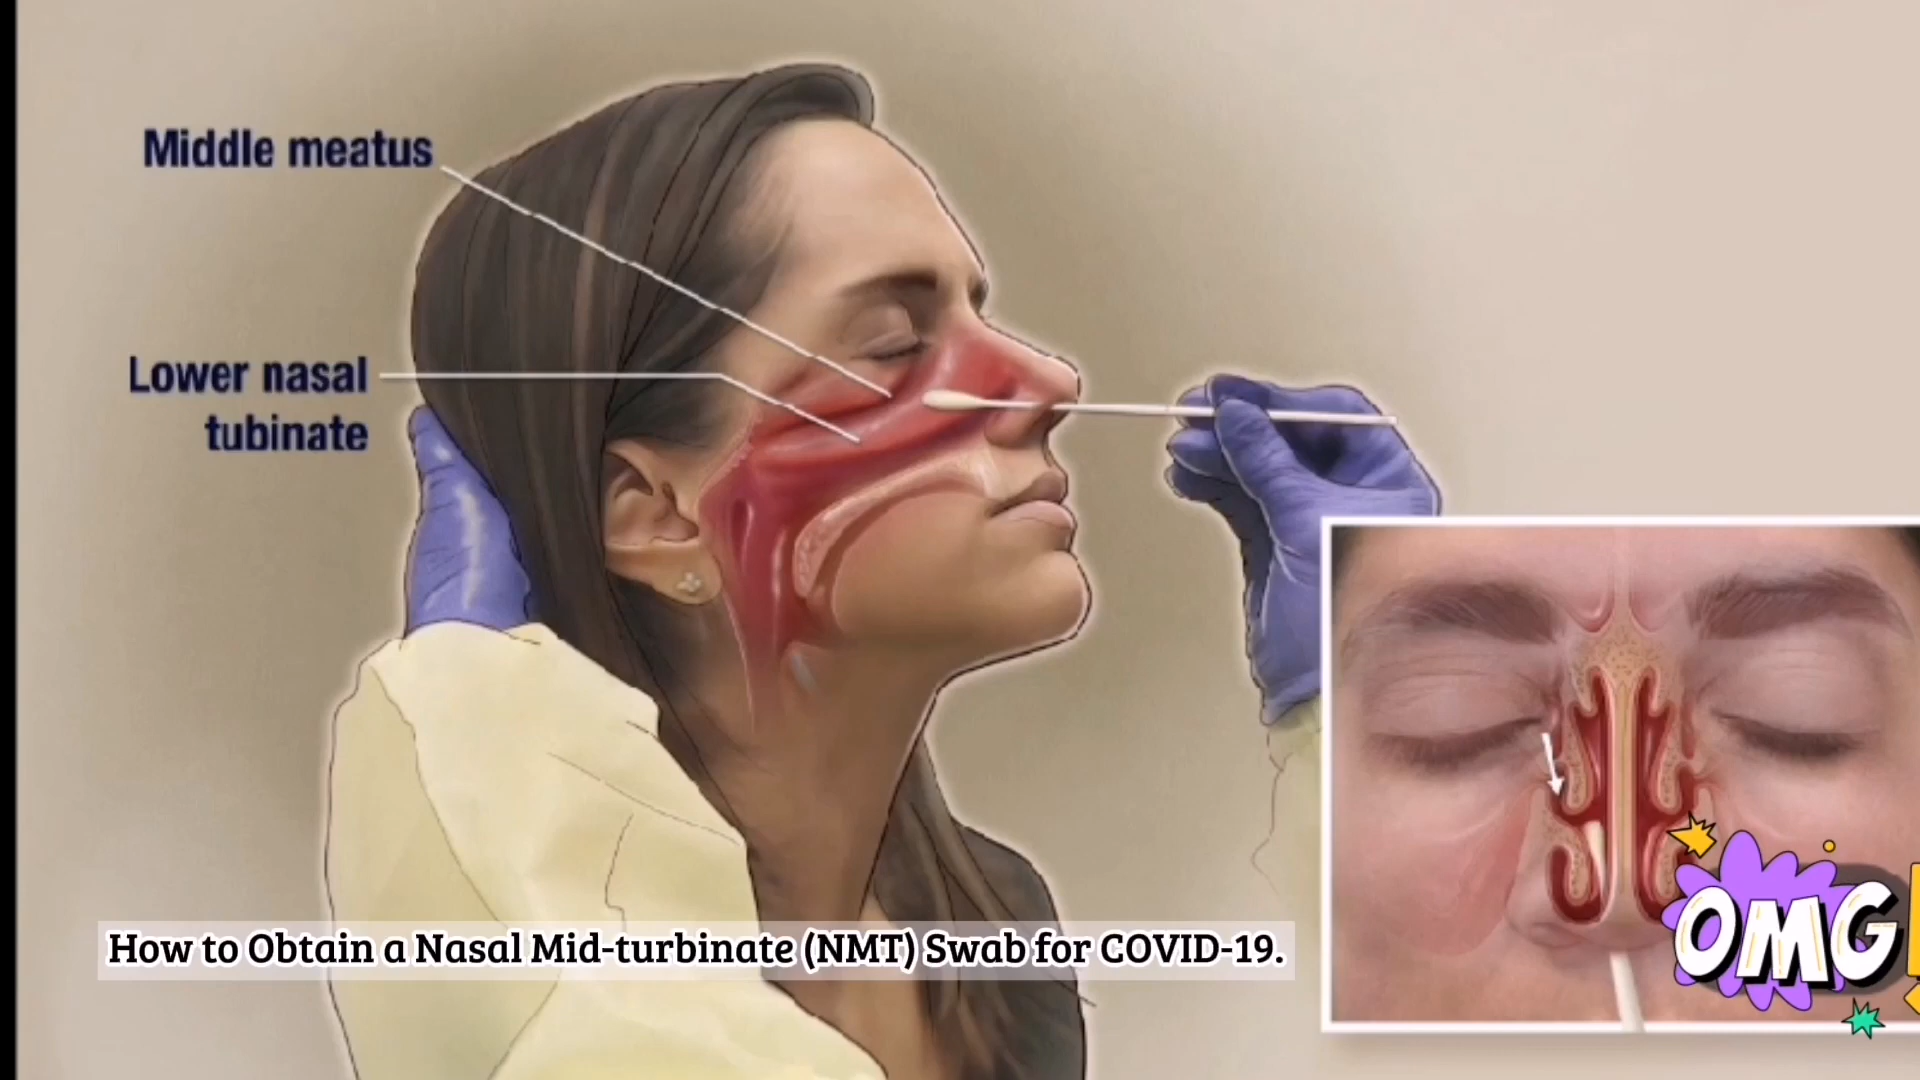 Middle meatus
Lower nasal
tubinate
How to Obtain a Nasal Mid-turbinate (NMT) Swab for COVID-19.
OMG!